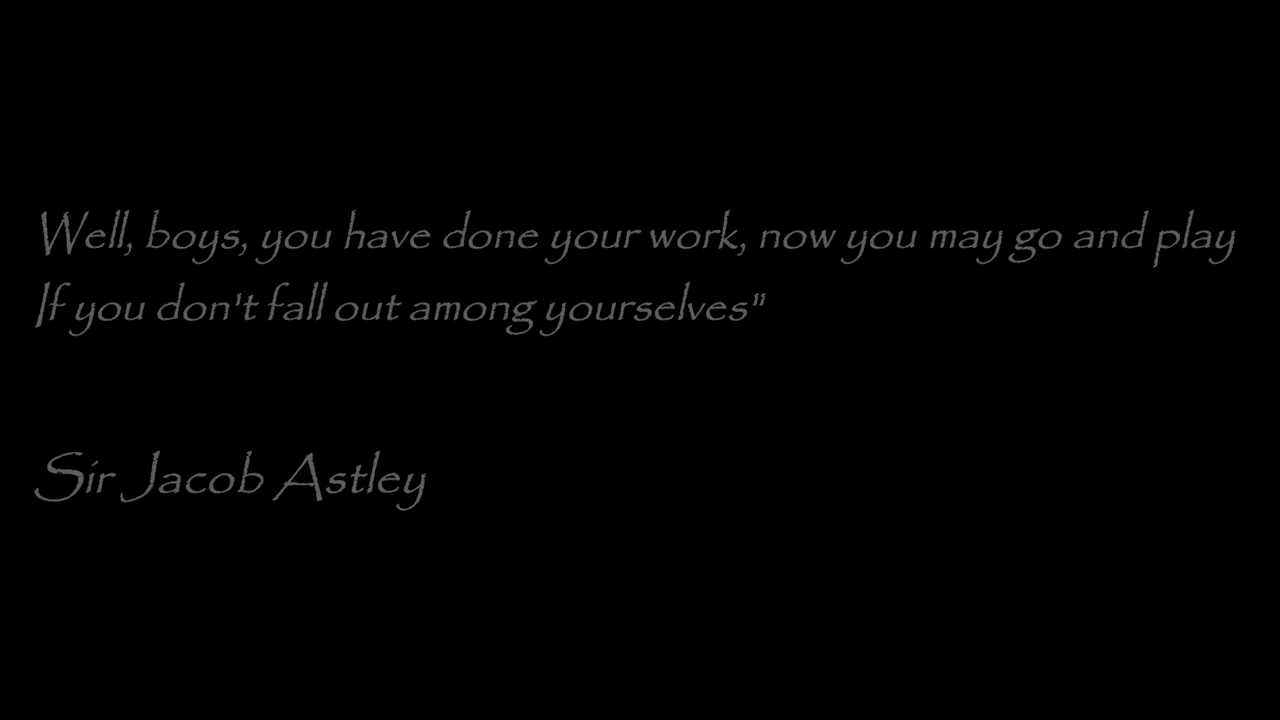 Well, boys, you have done your work, now you may go and play
If you don't fall out among yourselves"
Sir Jacob Astley